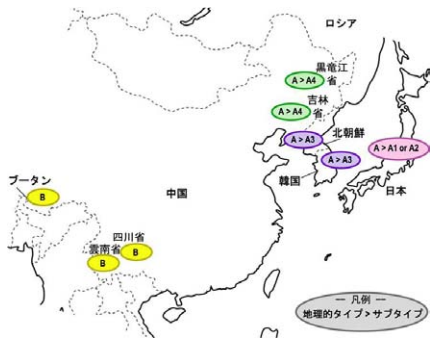 ロシア
黒竜江
省
A > A4
吉林
省
A > A4
北朝鮮
A > A3
A > A3
韓国
A > A1 or A2
日本
中国
ブータン
B
四川省
雲南省
B
B
― 凡例 ―
地理的タイプ > サブタイプ